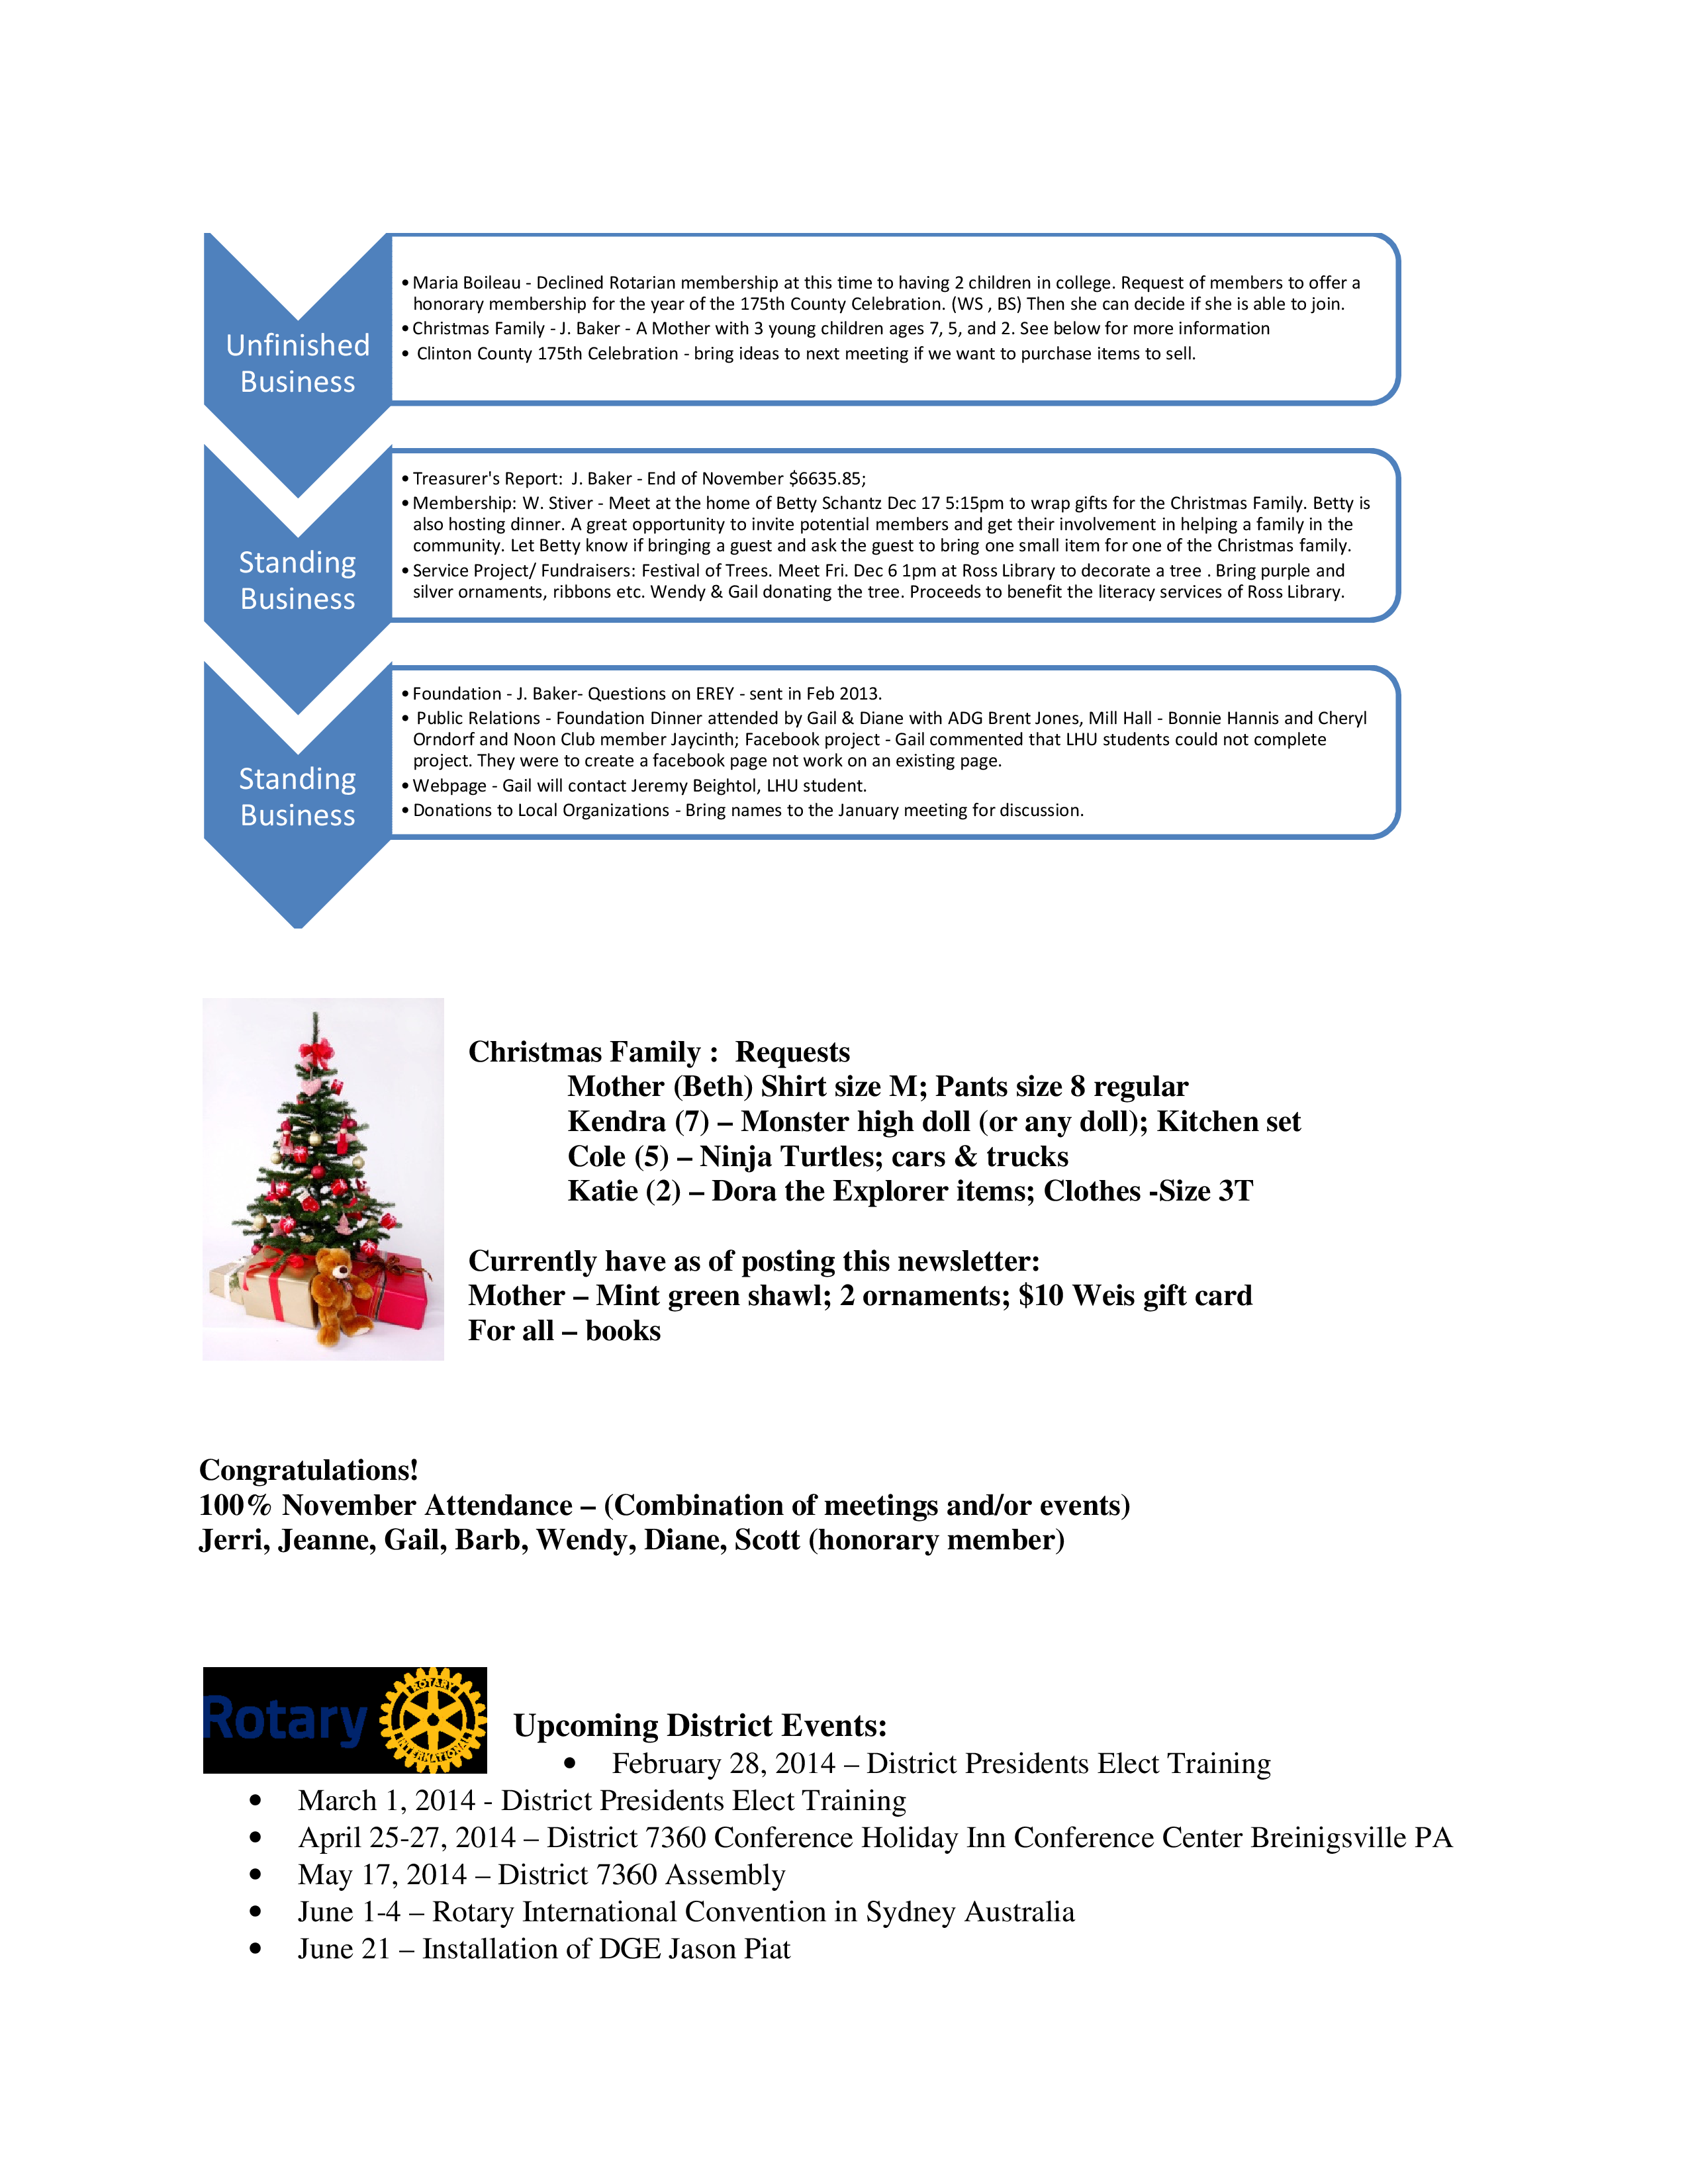 Unfinished
Business
• Maria Boileau - Declined Rotarian membership at this time to having 2 children in college. Request of members to offer a
honorary membership for the year of the 175th County Celebration. (WS , BS) Then she can decide if she is able to join.
• Christmas Family - J. Baker - A Mother with 3 young children ages 7, 5, and 2. See below for more information
• Clinton County 175th Celebration - bring ideas to next meeting if we want to purchase items to sell.
Standing
Business
• Treasurer's Report:  J. Baker - End of November $6635.85;
• Membership: W. Stiver - Meet at the home of Betty Schantz Dec 17 5:15pm to wrap gifts for the Christmas Family. Betty is
also hosting dinner. A great opportunity to invite potential members and get their involvement in helping a family in the
community. Let Betty know if bringing a guest and ask the guest to bring one small item for one of the Christmas family.
• Service Project/ Fundraisers: Festival of Trees. Meet Fri. Dec 6 1pm at Ross Library to decorate a tree . Bring purple and
silver ornaments, ribbons etc. Wendy & Gail donating the tree. Proceeds to benefit the literacy services of Ross Library.
Standing
Business
• Foundation - J. Baker- Questions on EREY - sent in Feb 2013.
• Public Relations - Foundation Dinner attended by Gail & Diane with ADG Brent Jones, Mill Hall - Bonnie Hannis and Cheryl
Orndorf and Noon Club member Jaycinth; Facebook project - Gail commented that LHU students could not complete
project. They were to create a facebook page not work on an existing page.
• Webpage - Gail will contact Jeremy Beightol, LHU student.
• Donations to Local Organizations - Bring names to the January meeting for discussion.
Christmas Family :  Requests
Mother (Beth) Shirt size M; Pants size 8 regular
Kendra (7) – Monster high doll (or any doll); Kitchen set
Cole (5) – Ninja Turtles; cars & trucks
Katie (2) – Dora the Explorer items; Clothes -Size 3T
Currently have as of posting this newsletter:
Mother – Mint green shawl; 2 ornaments; $10 Weis gift card
For all – books
Congratulations!
100% November Attendance – (Combination of meetings and/or events)
Jerri, Jeanne, Gail, Barb, Wendy, Diane, Scott (honorary member)
Rotary
ROTARY
INTERNATIONAL
Upcoming District Events:
• February 28, 2014 – District Presidents Elect Training
• March 1, 2014 - District Presidents Elect Training
• April 25-27, 2014 – District 7360 Conference Holiday Inn Conference Center Breinigsville PA
• May 17, 2014 – District 7360 Assembly
• June 1-4 – Rotary International Convention in Sydney Australia
• June 21 – Installation of DGE Jason Piat